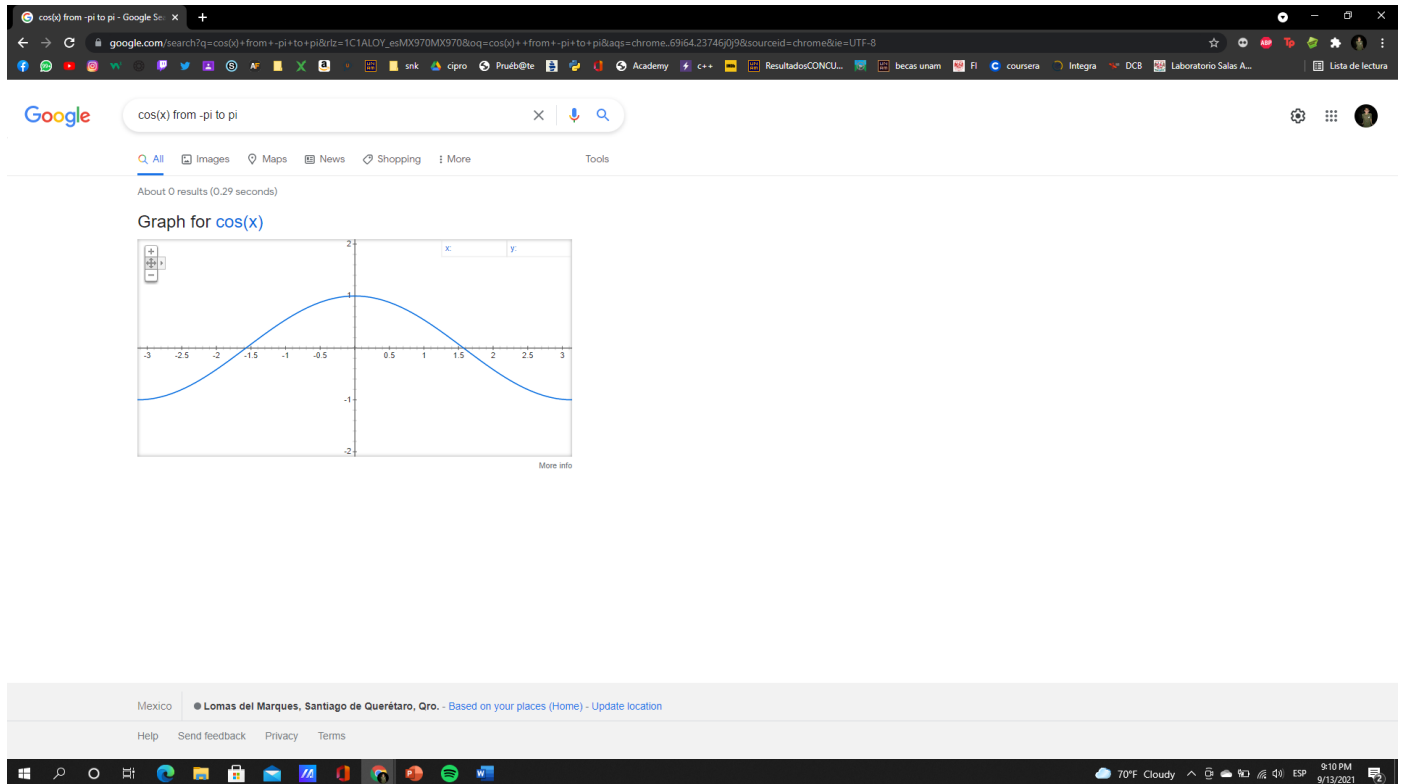 cos(x) from -pi to pi - Google Se
google.com/search?q=cos(x)+from+-pi+to+pi&rlz=1C1ALOY_esMX970MX970&oq=cos(x)++from+-pi+to+pi&aqs=chrome..69i64.23746j0j9&sourceid=chrome&ie=UTF-8
snk cipro Pruéb@te Academy c++ ResultadosCONCU... becas unam FI coursera Integra DCB Laboratorio Salas A... Lista de lectura
Google cos(x) from -pi to pi
All Images Maps News Shopping More Tools
About 0 results (0.29 seconds)
Graph for cos(x)
x: y:
2
1
-3 -2.5 -2 -1.5 -1 -0.5 0.5 1 1.5 2 2.5 3
-1
-2
More info
Mexico Lomas del Marques, Santiago de Querétaro, Qro. - Based on your places (Home) - Update location
Help Send feedback Privacy Terms
70°F Cloudy ESP 9:10 PM
9/13/2021